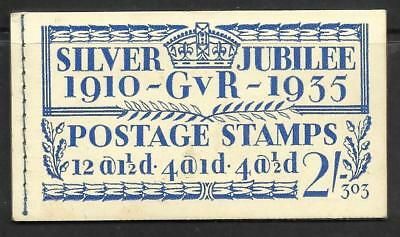 SILVER JUBILEE
1910 - GVR - 1935
POSTAGE STAMPS
12 @ 1½d · 4 @ 1d · 4 @ ½d 2/-
303